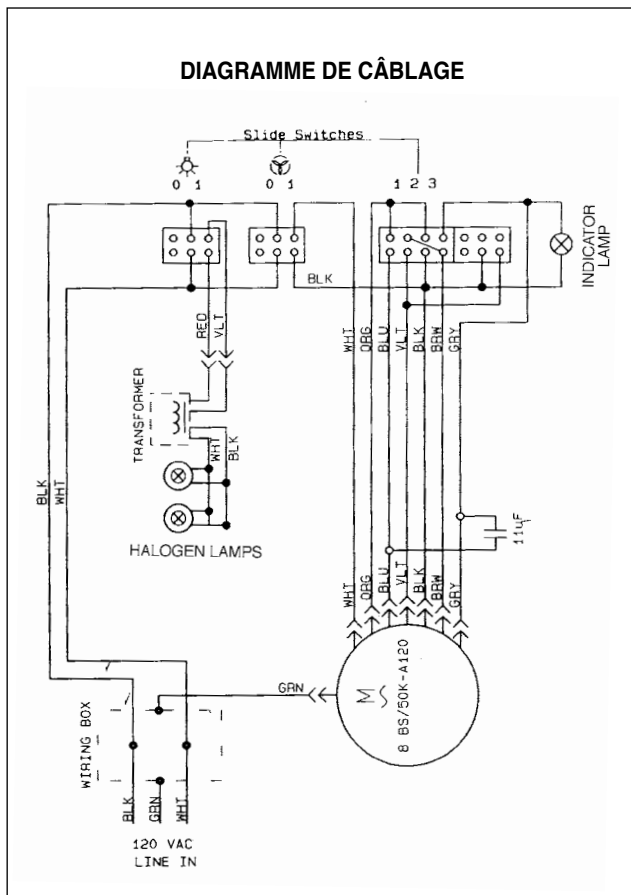 DIAGRAMME DE CÂBLAGE
Slide Switches
0 1
0 1
1 2 3
INDICATOR
LAMP
BLK
RED
VLT
WHT
ORG
BLU
VLT
BLK
BRW
GRY
TRANSFORMER
WHT
BLK
BLK
WHT
HALOGEN LAMPS
11µF
WHT
ORG
BLU
VLT
BLK
BRW
GRY
GRN
M
8 BS/50K-A120
WIRING BOX
BLK
GRN
WHT
120 VAC
LINE IN